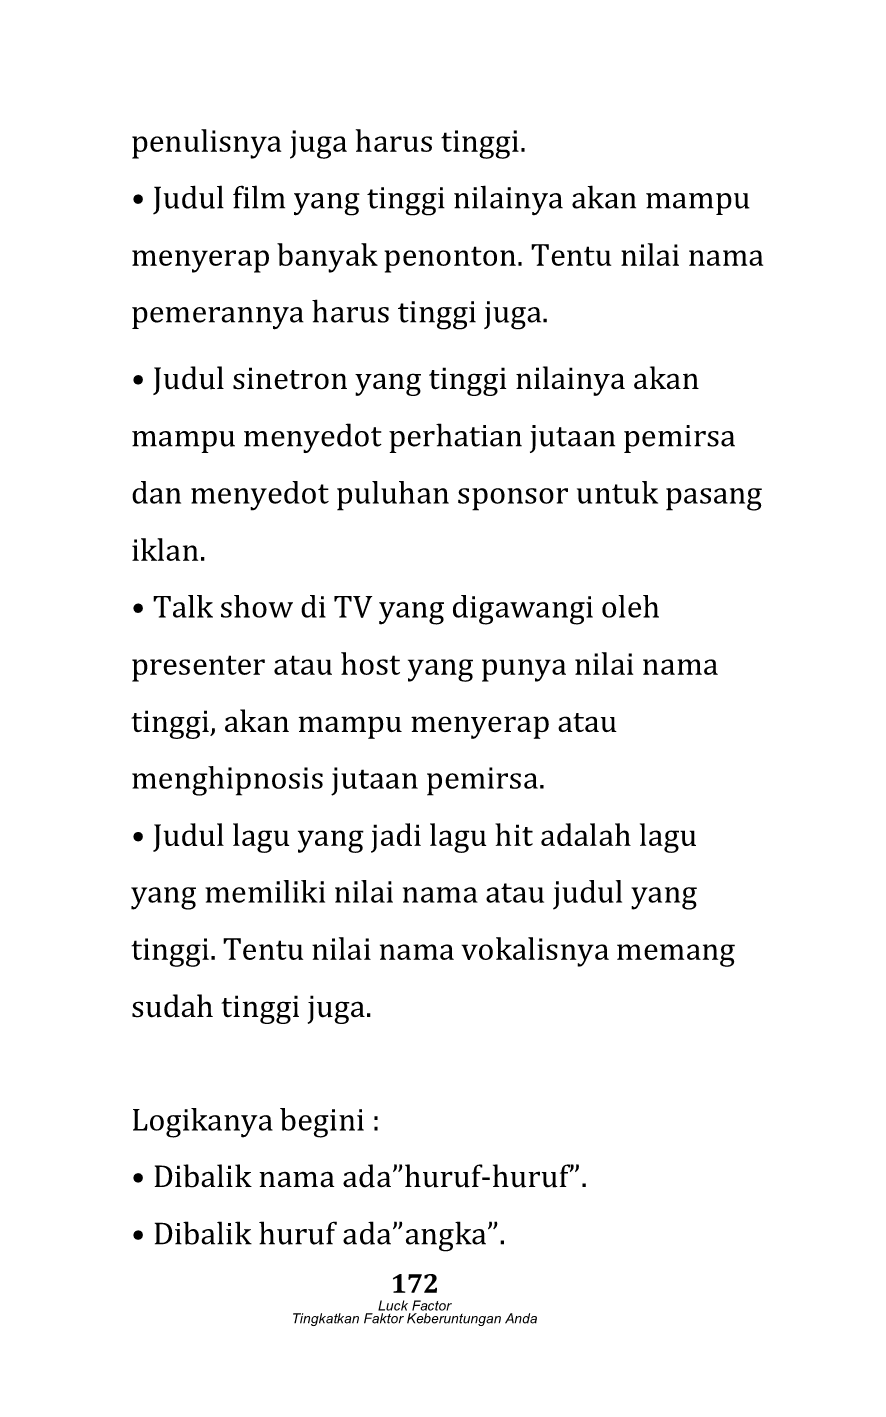 penulisnya juga harus tinggi.
• Judul film yang tinggi nilainya akan mampu
menyerap banyak penonton. Tentu nilai nama
pemerannya harus tinggi juga.
• Judul sinetron yang tinggi nilainya akan
mampu menyedot perhatian jutaan pemirsa
dan menyedot puluhan sponsor untuk pasang
iklan.
• Talk show di TV yang digawangi oleh
presenter atau host yang punya nilai nama
tinggi, akan mampu menyerap atau
menghipnosis jutaan pemirsa.
• Judul lagu yang jadi lagu hit adalah lagu
yang memiliki nilai nama atau judul yang
tinggi. Tentu nilai nama vokalisnya memang
sudah tinggi juga.
Logikanya begini :
• Dibalik nama ada”huruf-huruf”.
• Dibalik huruf ada”angka”.
172
Luck Factor
Tingkatkan Faktor Keberuntungan Anda